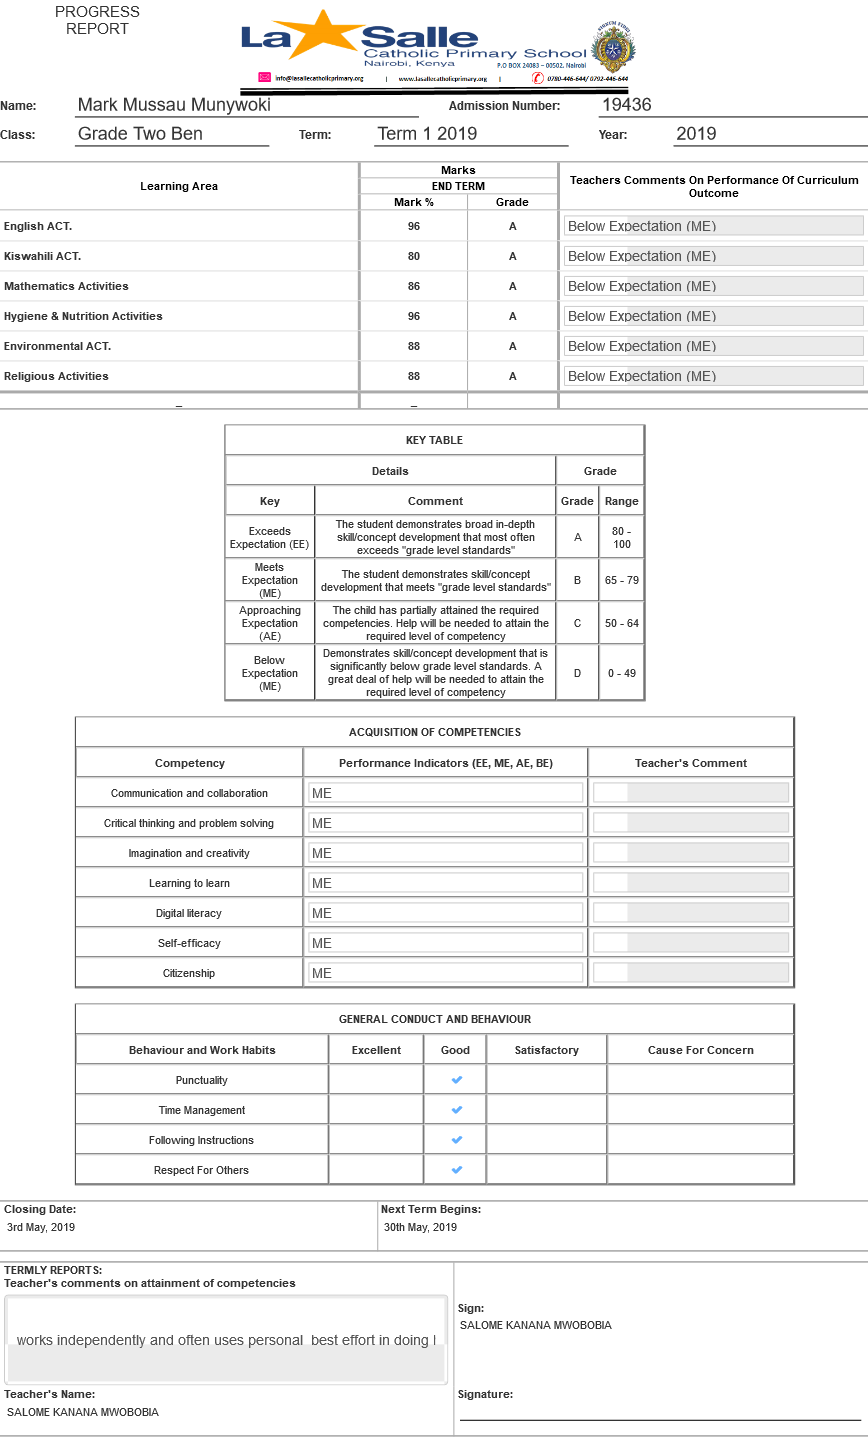 PROGRESS
REPORT
La Salle
Catholic Primary School
Nairobi, Kenya
P.O BOX 24083 – 00502, Nairobi
info@lasallecatholicprimary.org | www.lasallecatholicprimary.org | 0780-446-644/ 0792-446-644
Name: Mark Mussau Munywoki Admission Number: 19436
Class: Grade Two Ben Term: Term 1 2019 Year: 2019
Learning Area Marks Teachers Comments On Performance Of Curriculum Outcome
END TERM
Mark % Grade
English ACT. 96 A Below Expectation (ME)
Kiswahili ACT. 80 A Below Expectation (ME)
Mathematics Activities 86 A Below Expectation (ME)
Hygiene & Nutrition Activities 96 A Below Expectation (ME)
Environmental ACT. 88 A Below Expectation (ME)
Religious Activities 88 A Below Expectation (ME)
_ _
KEY TABLE
Details Grade
Key Comment Grade Range
Exceeds Expectation (EE) The student demonstrates broad in-depth skill/concept development that most often exceeds "grade level standards" A 80 - 100
Meets Expectation (ME) The student demonstrates skill/concept development that meets "grade level standards" B 65 - 79
Approaching Expectation (AE) The child has partially attained the required competencies. Help will be needed to attain the required level of competency C 50 - 64
Below Expectation (ME) Demonstrates skill/concept development that is significantly below grade level standards. A great deal of help will be needed to attain the required level of competency D 0 - 49
ACQUISITION OF COMPETENCIES
Competency Performance Indicators (EE, ME, AE, BE) Teacher's Comment
Communication and collaboration ME
Critical thinking and problem solving ME
Imagination and creativity ME
Learning to learn ME
Digital literacy ME
Self-efficacy ME
Citizenship ME
GENERAL CONDUCT AND BEHAVIOUR
Behaviour and Work Habits Excellent Good Satisfactory Cause For Concern
Punctuality ✓
Time Management ✓
Following Instructions ✓
Respect For Others ✓
Closing Date: Next Term Begins:
3rd May, 2019 30th May, 2019
TERMLY REPORTS:
Teacher's comments on attainment of competencies
works independently and often uses personal best effort in doing
Sign:
SALOME KANANA MWOBOBIA
Teacher's Name: Signature:
SALOME KANANA MWOBOBIA